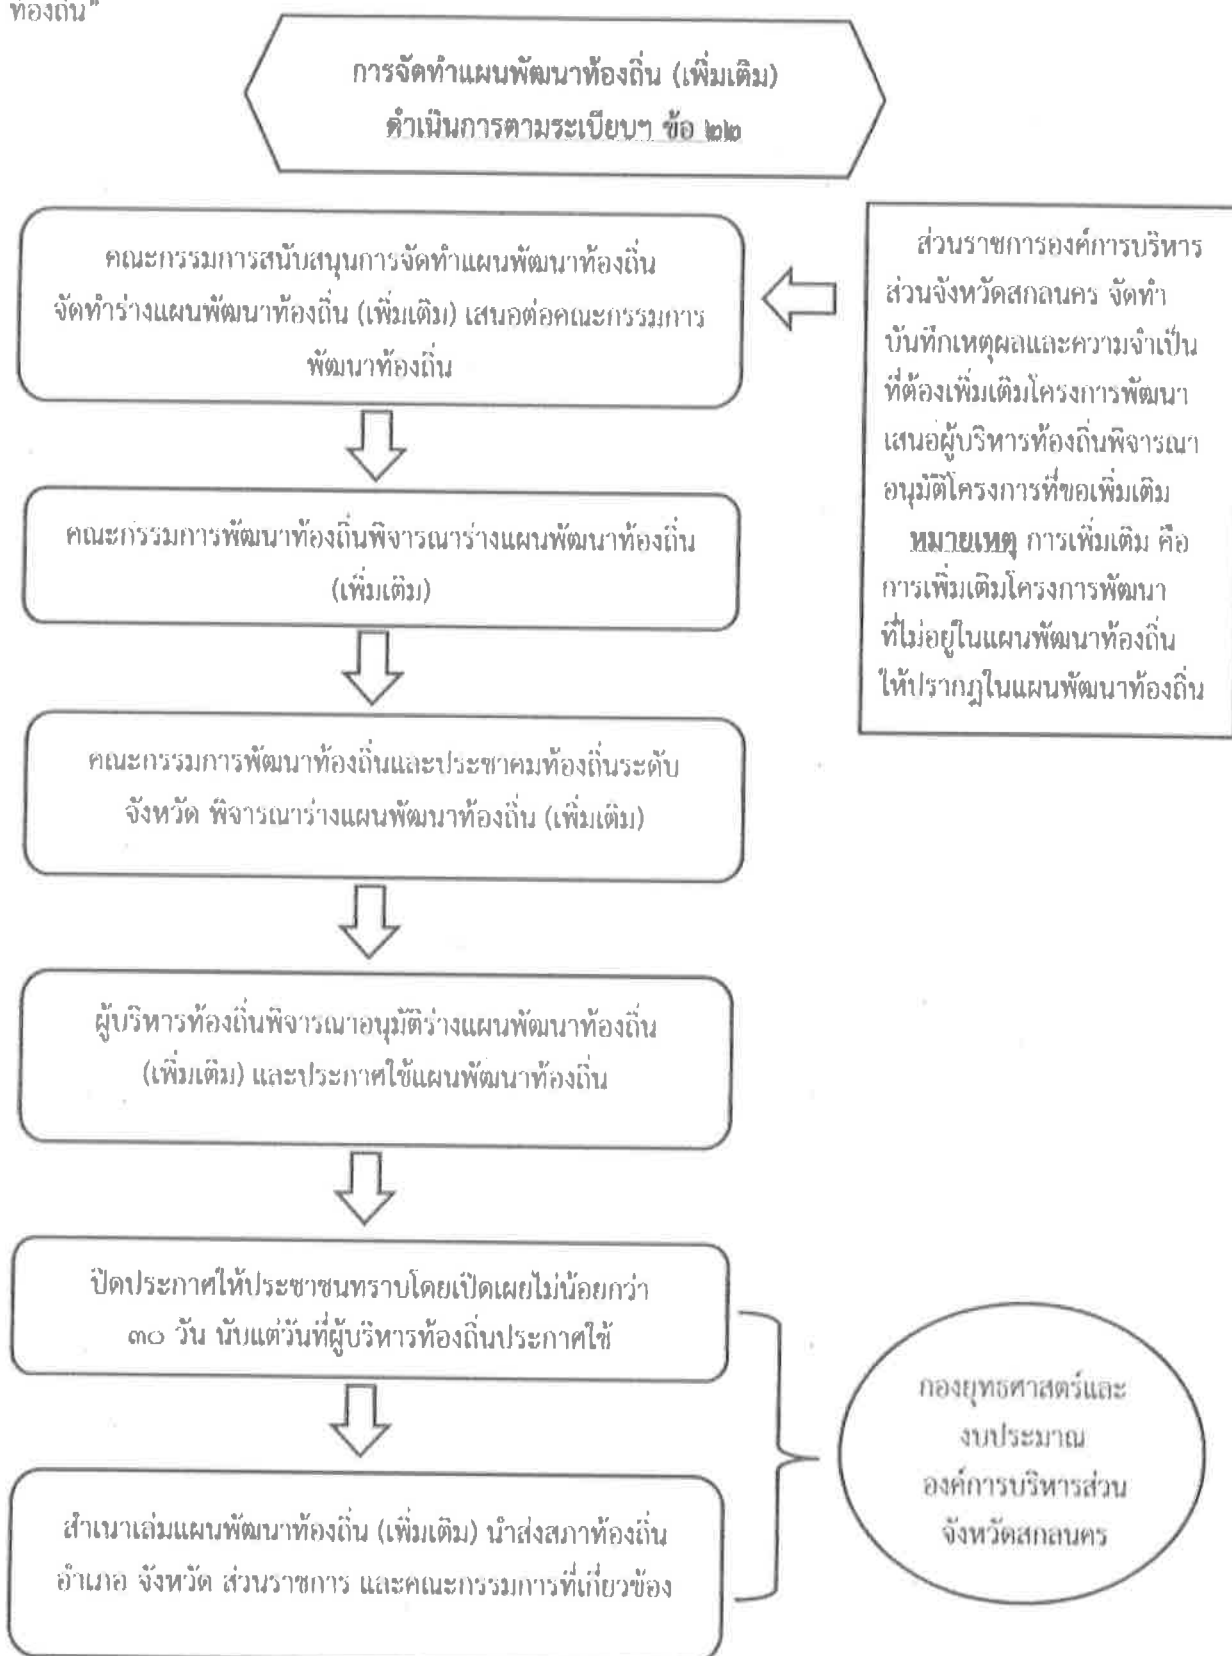 ท้องถิ่น"
การจัดทำแผนพัฒนาท้องถิ่น (เพิ่มเติม)
ดำเนินการตามระเบียบฯ ข้อ ๒๒
คณะกรรมการสนับสนุนการจัดทำแผนพัฒนาท้องถิ่น
จัดทำร่างแผนพัฒนาท้องถิ่น (เพิ่มเติม) เสนอต่อคณะกรรมการ
พัฒนาท้องถิ่น
ส่วนราชการองค์การบริหาร
ส่วนจังหวัดสกลนคร จัดทำ
บันทึกเหตุผลและความจำเป็น
ที่ต้องเพิ่มเติมโครงการพัฒนา
เสนอผู้บริหารท้องถิ่นพิจารณา
อนุมัติโครงการที่ขอเพิ่มเติม
หมายเหตุ การเพิ่มเติม คือ
การเพิ่มเติมโครงการพัฒนา
ที่ไม่อยู่ในแผนพัฒนาท้องถิ่น
ให้ปรากฏในแผนพัฒนาท้องถิ่น
คณะกรรมการพัฒนาท้องถิ่นพิจารณาร่างแผนพัฒนาท้องถิ่น
(เพิ่มเติม)
คณะกรรมการพัฒนาท้องถิ่นและประชาคมท้องถิ่นระดับ
จังหวัด พิจารณาร่างแผนพัฒนาท้องถิ่น (เพิ่มเติม)
ผู้บริหารท้องถิ่นพิจารณาอนุมัติร่างแผนพัฒนาท้องถิ่น
(เพิ่มเติม) และประกาศใช้แผนพัฒนาท้องถิ่น
ปิดประกาศให้ประชาชนทราบโดยเปิดเผยไม่น้อยกว่า
๓๐ วัน นับแต่วันที่ผู้บริหารท้องถิ่นประกาศใช้
สำเนาเล่มแผนพัฒนาท้องถิ่น (เพิ่มเติม) นำส่งสภาท้องถิ่น
อำเภอ จังหวัด ส่วนราชการ และคณะกรรมการที่เกี่ยวข้อง
กองยุทธศาสตร์และ
งบประมาณ
องค์การบริหารส่วน
จังหวัดสกลนคร